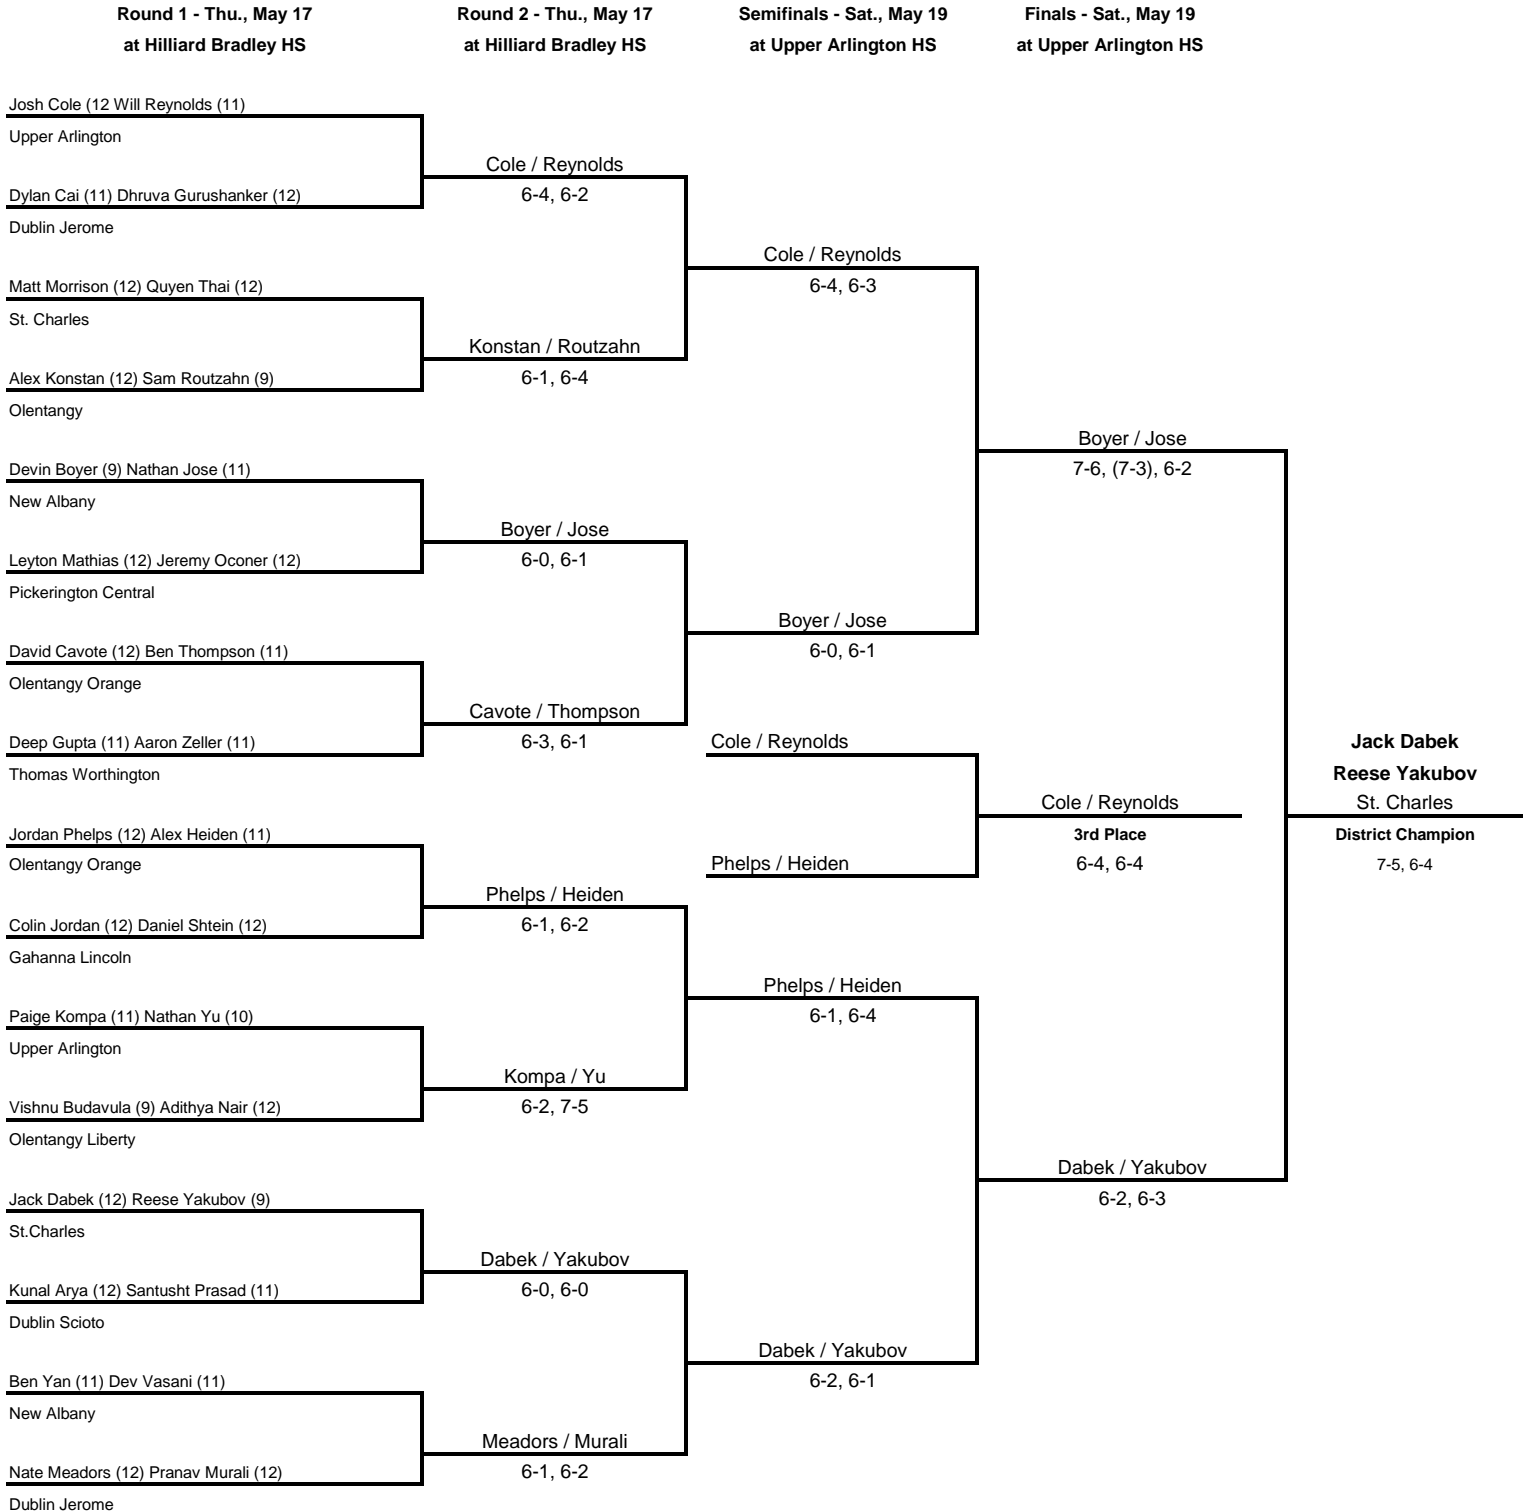 Round 1 - Thu., May 17
at Hilliard Bradley HS
Round 2 - Thu., May 17
at Hilliard Bradley HS
Semifinals - Sat., May 19
at Upper Arlington HS
Finals - Sat., May 19
at Upper Arlington HS
Josh Cole (12 Will Reynolds (11)
Upper Arlington
Dylan Cai (11) Dhruva Gurushanker (12)
Dublin Jerome
Matt Morrison (12) Quyen Thai (12)
St. Charles
Alex Konstan (12) Sam Routzahn (9)
Olentangy
Devin Boyer (9) Nathan Jose (11)
New Albany
Leyton Mathias (12) Jeremy Oconer (12)
Pickerington Central
David Cavote (12) Ben Thompson (11)
Olentangy Orange
Deep Gupta (11) Aaron Zeller (11)
Thomas Worthington
Jordan Phelps (12) Alex Heiden (11)
Olentangy Orange
Colin Jordan (12) Daniel Shtein (12)
Gahanna Lincoln
Paige Kompa (11) Nathan Yu (10)
Upper Arlington
Vishnu Budavula (9) Adithya Nair (12)
Olentangy Liberty
Jack Dabek (12) Reese Yakubov (9)
St.Charles
Kunal Arya (12) Santusht Prasad (11)
Dublin Scioto
Ben Yan (11) Dev Vasani (11)
New Albany
Nate Meadors (12) Pranav Murali (12)
Dublin Jerome
Cole / Reynolds
6-4, 6-2
Konstan / Routzahn
6-1, 6-4
Boyer / Jose
6-0, 6-1
Cavote / Thompson
6-3, 6-1
Phelps / Heiden
6-1, 6-2
Kompa / Yu
6-2, 7-5
Dabek / Yakubov
6-0, 6-0
Meadors / Murali
6-1, 6-2
Cole / Reynolds
6-4, 6-3
Boyer / Jose
6-0, 6-1
Cole / Reynolds
Phelps / Heiden
Phelps / Heiden
6-1, 6-4
Dabek / Yakubov
6-2, 6-1
Boyer / Jose
7-6, (7-3), 6-2
Cole / Reynolds
3rd Place
6-4, 6-4
Dabek / Yakubov
6-2, 6-3
Jack Dabek
Reese Yakubov
St. Charles
District Champion
7-5, 6-4